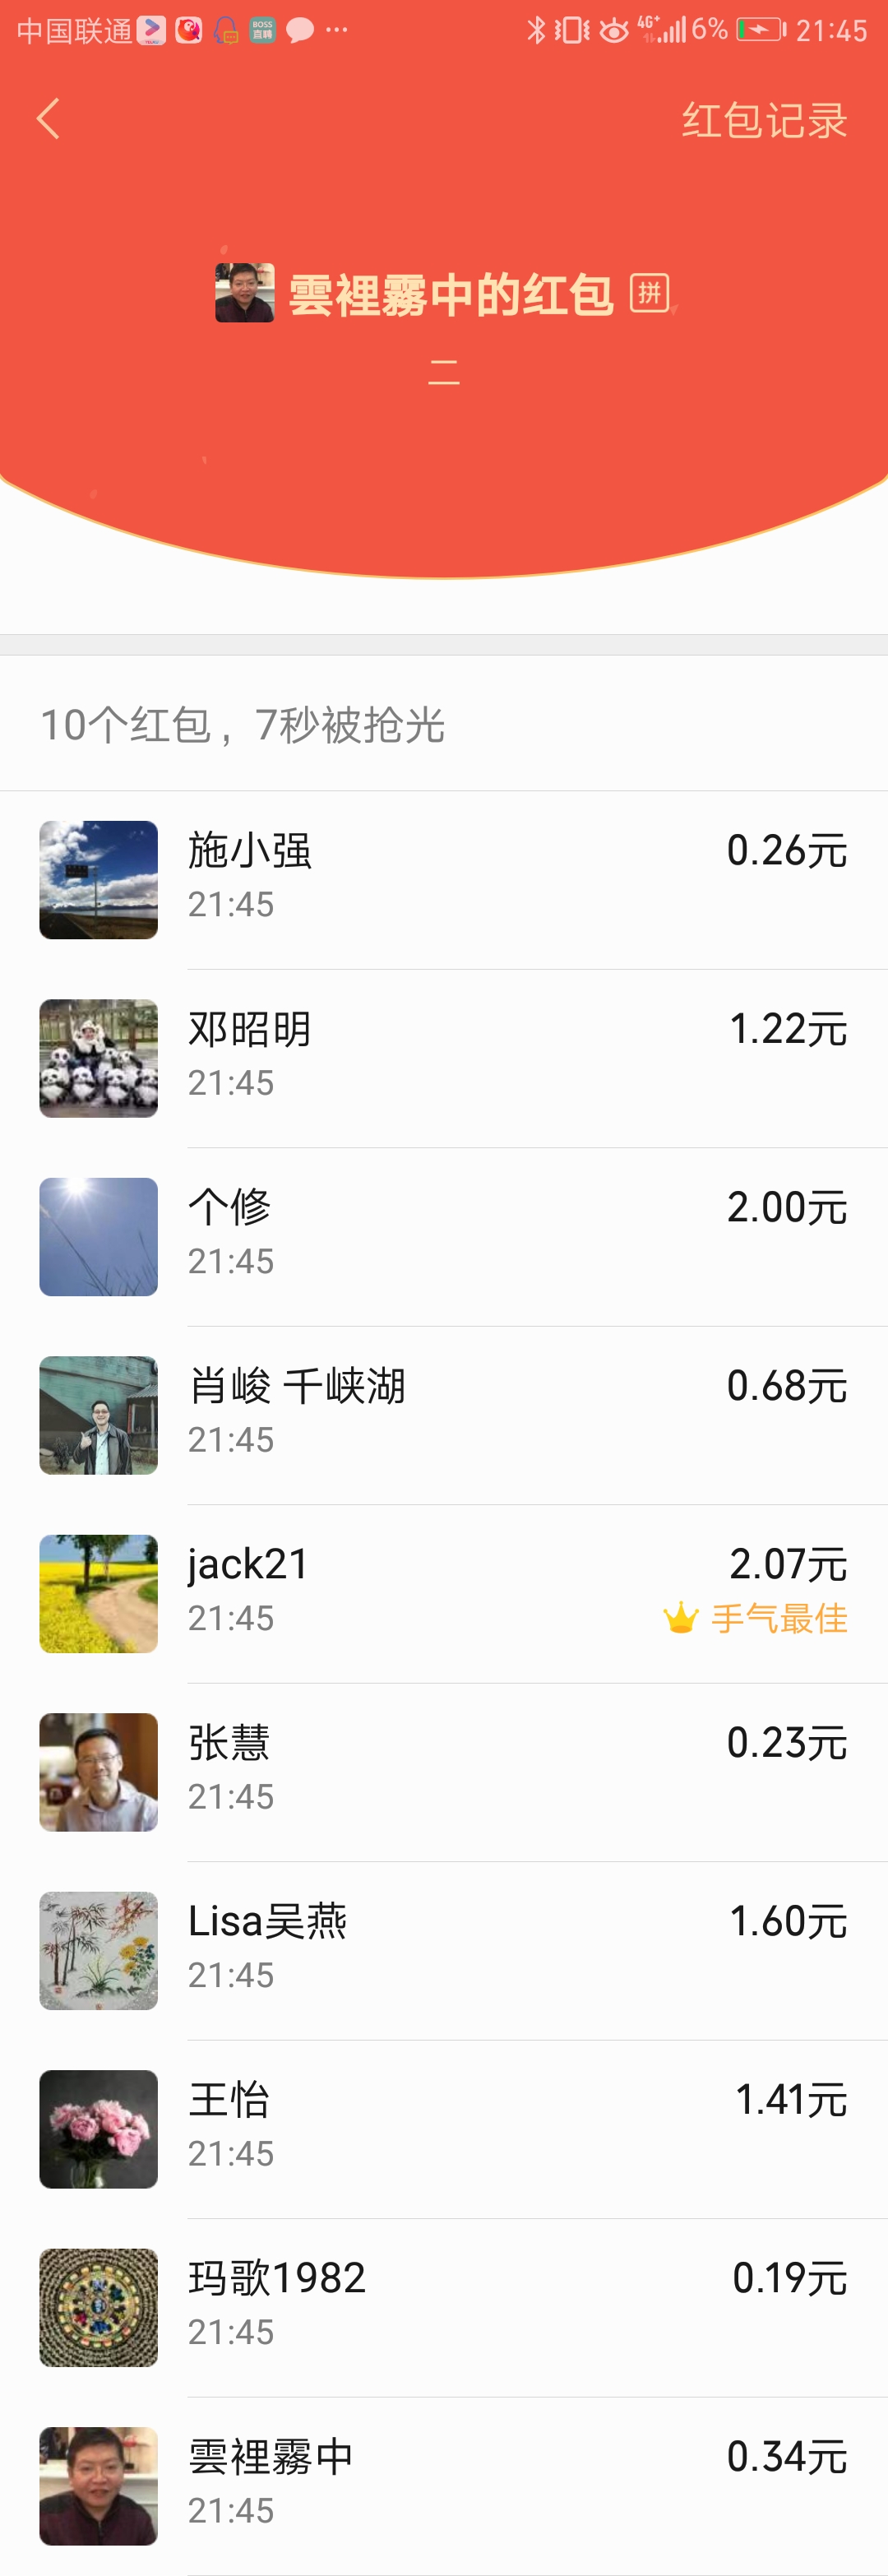 中国联通 BOSS直聘 ... 4G+ 6% 21:45
红包记录
雲裡霧中的红包 拼
二
10个红包，7秒被抢光
施小强 0.26元
21:45
邓昭明 1.22元
21:45
个修 2.00元
21:45
肖峻 千峡湖 0.68元
21:45
jack21 2.07元
21:45 手气最佳
张慧 0.23元
21:45
Lisa吴燕 1.60元
21:45
王怡 1.41元
21:45
玛歌1982 0.19元
21:45
雲裡霧中 0.34元
21:45